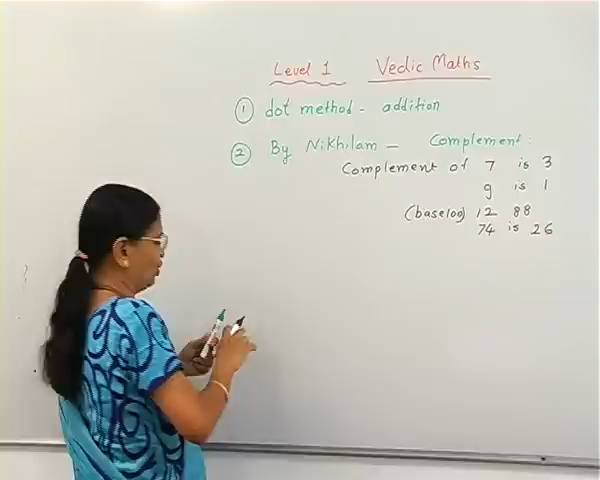 Level 1 Vedic Maths
① dot method - addition
② By Nikhilam - Complement:
Complement of 7 is 3
9 is 1
(base100) 12 88
74 is 26